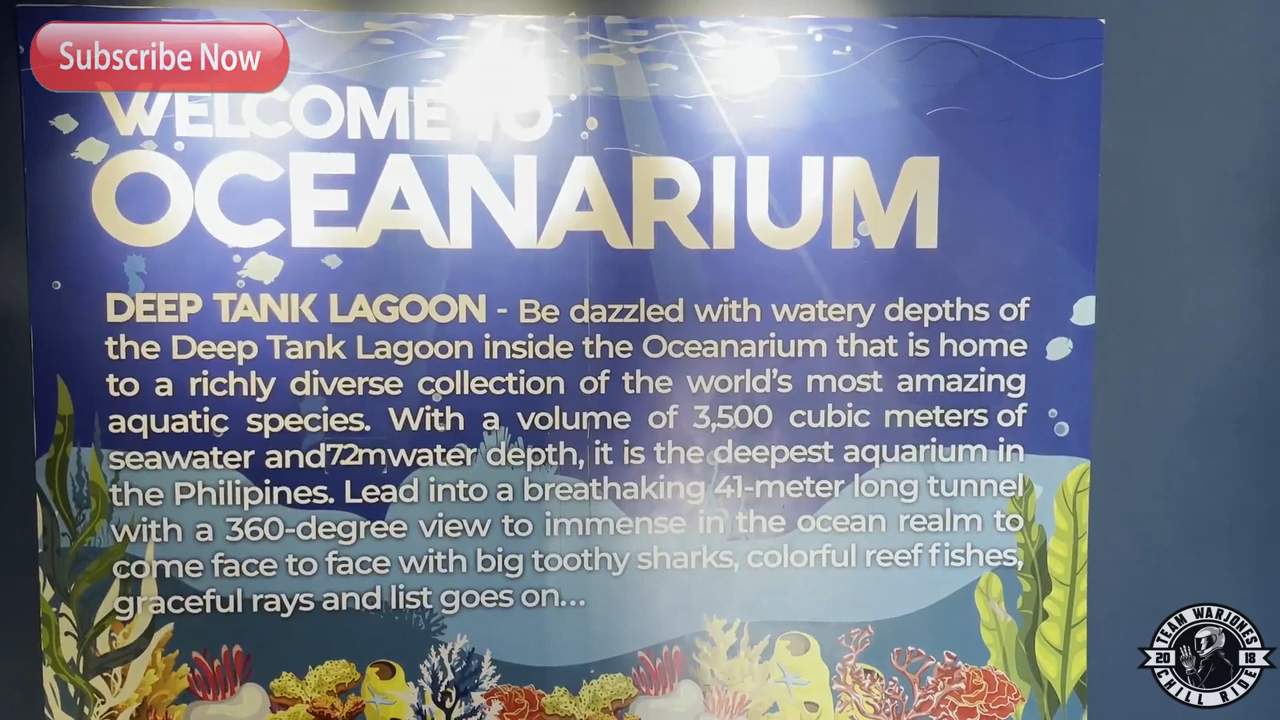 Subscribe Now
WELCOME TO
OCEANARIUM
DEEP TANK LAGOON - Be dazzled with watery depths of
the Deep Tank Lagoon inside the Oceanarium that is home
to a richly diverse collection of the world's most amazing
aquatic species. With a volume of 3,500 cubic meters of
seawater and72mwater depth, it is the deepest aquarium in
the Philipines. Lead into a breathaking 41-meter long tunnel
with a 360-degree view to immense in the ocean realm to
come face to face with big toothy sharks, colorful reef fishes,
graceful rays and list goes on...
TEAM WARJONES
20 18
CHILL RIDE